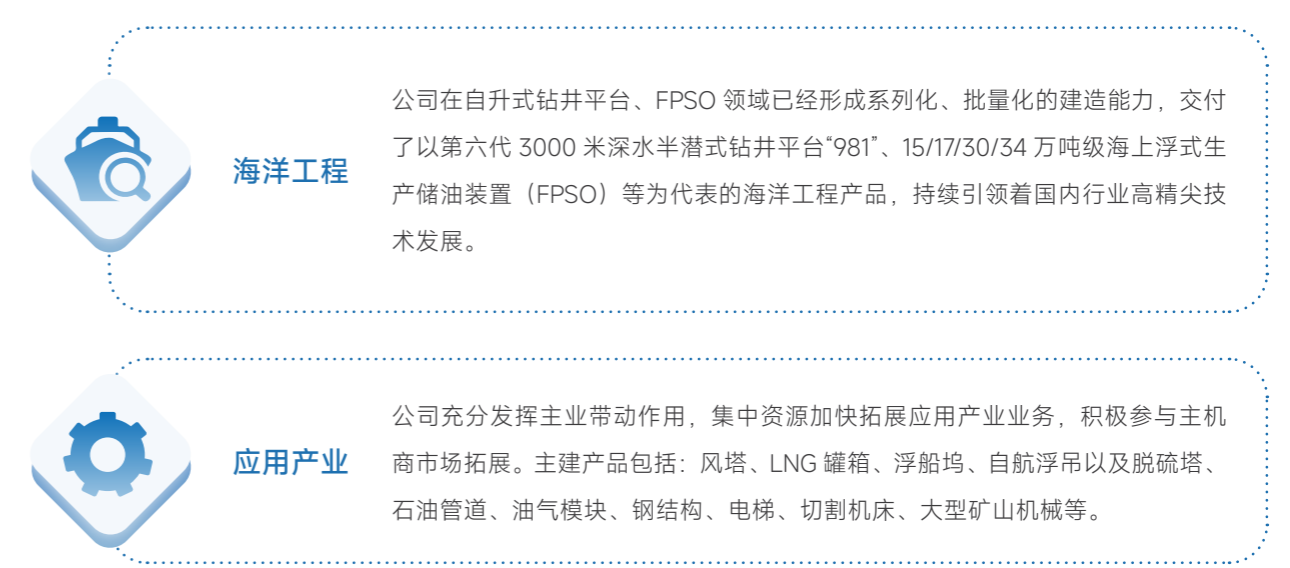 海洋工程
公司在自升式钻井平台、FPSO 领域已经形成系列化、批量化的建造能力，交付
了以第六代 3000 米深水半潜式钻井平台“981”、15/17/30/34 万吨级海上浮式生
产储油装置（FPSO）等为代表的海洋工程产品，持续引领着国内行业高精尖技
术发展。
应用产业
公司充分发挥主业带动作用，集中资源加快拓展应用产业业务，积极参与主机
商市场拓展。主建产品包括：风塔、LNG 罐箱、浮船坞、自航浮吊以及脱硫塔、
石油管道、油气模块、钢结构、电梯、切割机床、大型矿山机械等。